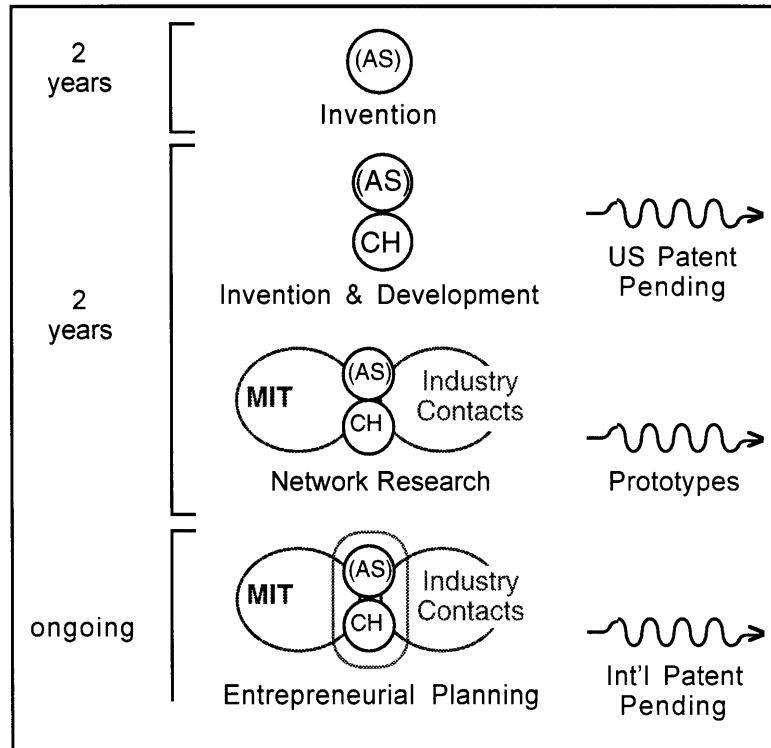 2
years
(AS)
Invention
(AS)
CH
Invention & Development
US Patent
Pending
2
years
MIT
(AS)
CH
Industry
Contacts
Network Research
Prototypes
ongoing
MIT
(AS)
CH
Industry
Contacts
Entrepreneurial Planning
Int'l Patent
Pending